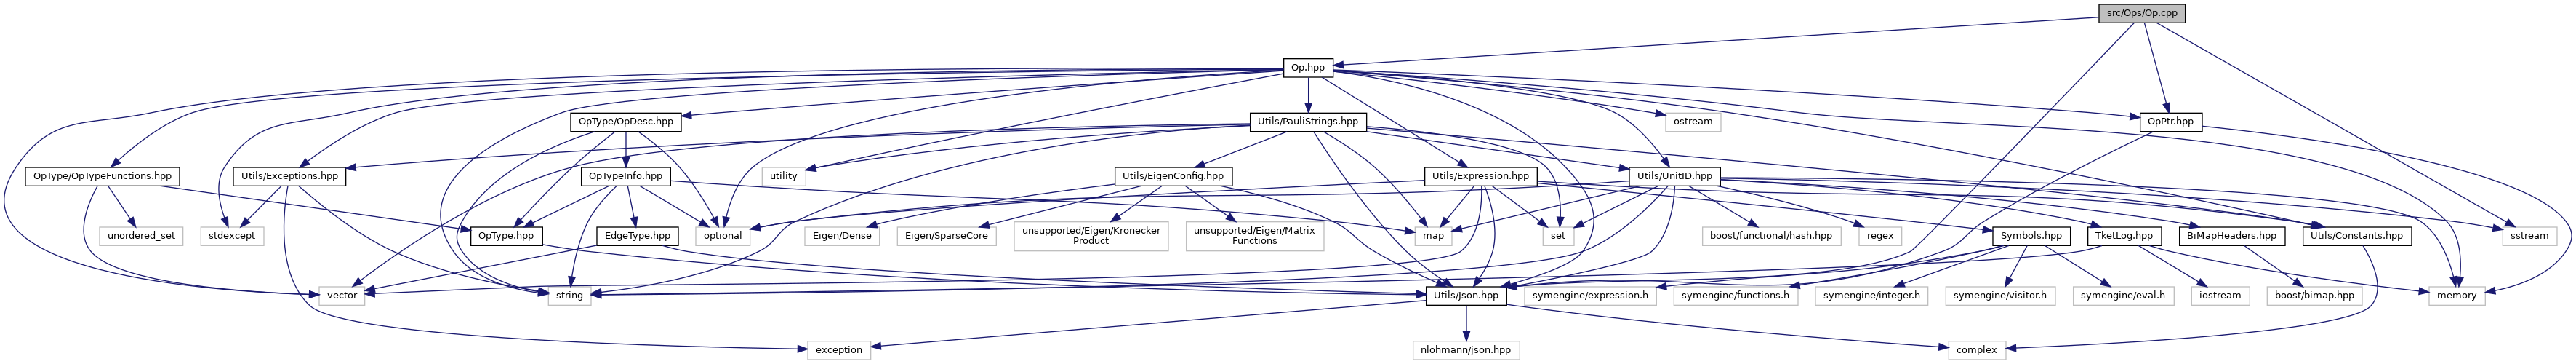 src/Ops/Op.cpp
Op.hpp
OpType/OpDesc.hpp
Utils/PauliStrings.hpp
ostream
OpPtr.hpp
OpType/OpTypeFunctions.hpp
Utils/Exceptions.hpp
OpTypeInfo.hpp
utility
Utils/EigenConfig.hpp
Utils/Expression.hpp
Utils/UnitID.hpp
unordered_set
stdexcept
OpType.hpp
EdgeType.hpp
optional
Eigen/Dense
Eigen/SparseCore
unsupported/Eigen/Kronecker
Product
unsupported/Eigen/Matrix
Functions
map
set
boost/functional/hash.hpp
regex
Symbols.hpp
TketLog.hpp
BiMapHeaders.hpp
Utils/Constants.hpp
sstream
vector
string
Utils/Json.hpp
symengine/expression.h
symengine/functions.h
symengine/integer.h
symengine/visitor.h
symengine/eval.h
iostream
boost/bimap.hpp
memory
exception
nlohmann/json.hpp
complex